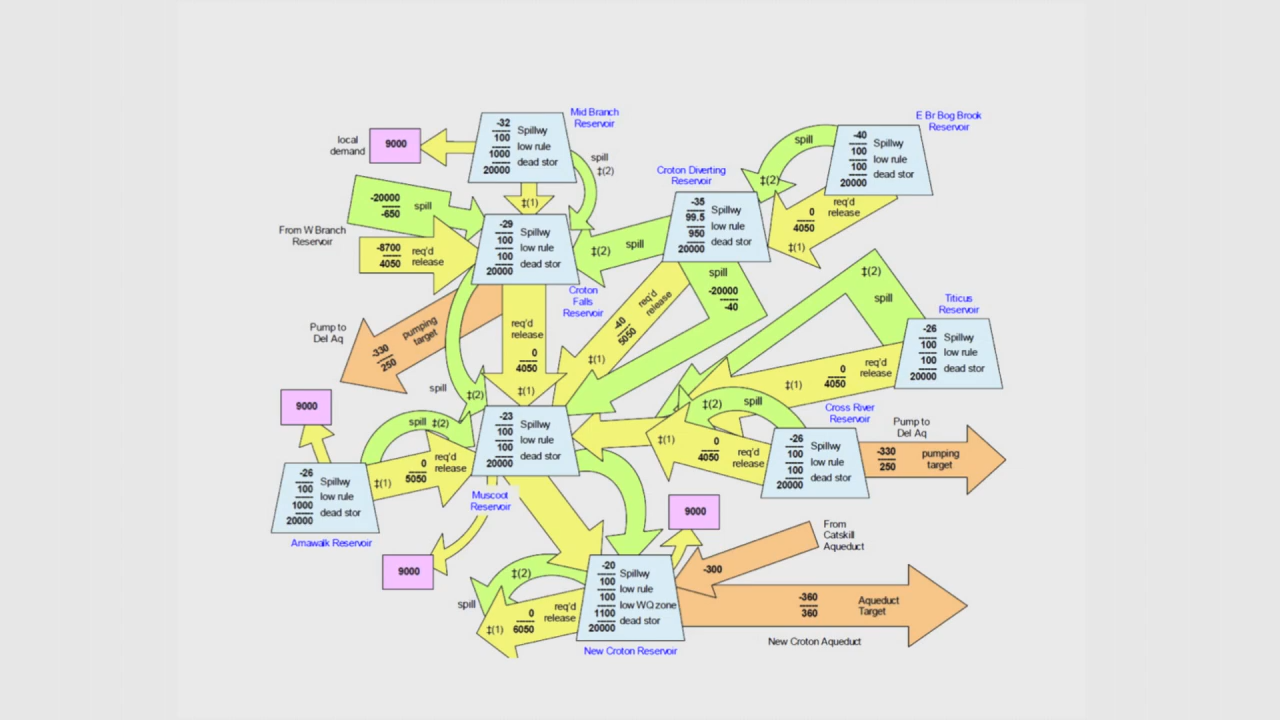 Mid Branch
Reservoir
-32
100
1000
20000
Spillwy
low rule
dead stor
local
demand
9000
spill
‡(2)
‡(1)
E Br Bog Brook
Reservoir
-40
100
100
20000
Spillwy
low rule
dead stor
spill
‡(2)
req'd
release
0
4050
‡(1)
Croton Diverting
Reservoir
-35
99.5
950
20000
Spillwy
low rule
dead stor
-20000
-650
spill
From W Branch
Reservoir
-8700
4050
req'd
release
-29
100
100
20000
Spillwy
low rule
dead stor
‡(2)
spill
Croton
Falls
Reservoir
spill
-20000
-40
req'd
release
-40
5050
‡(1)
‡(2)
spill
Titicus
Reservoir
-26
100
100
20000
Spillwy
low rule
dead stor
req'd
release
0
4050
‡(1)
Pump to
Del Aq
pumping
target
-330
250
req'd
release
0
4050
‡(1)
spill
‡(2)
9000
spill ‡(2)
-23
100
100
20000
Spillwy
low rule
dead stor
‡(2)
spill
Cross River
Reservoir
-26
100
100
20000
Spillwy
low rule
dead stor
‡(1)
0
4050
req'd
release
Pump to
Del Aq
-330
250
pumping
target
-26
100
1000
20000
Spillwy
low rule
dead stor
‡(1)
0
5050
req'd
release
Amawalk Reservoir
Muscoot
Reservoir
9000
9000
From
Catskill
Aqueduct
-300
-20
100
100
1100
20000
Spillwy
low rule
low WQ zone
dead stor
‡(2)
spill
‡(1)
0
6050
req'd
release
-360
360
Aqueduct
Target
New Croton Aqueduct
New Croton Reservoir